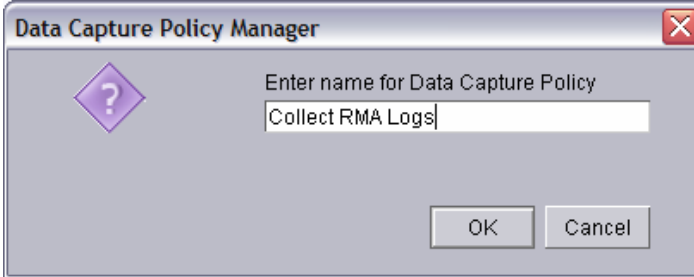 Data Capture Policy Manager
Enter name for Data Capture Policy
Collect RMA Logs
OK
Cancel